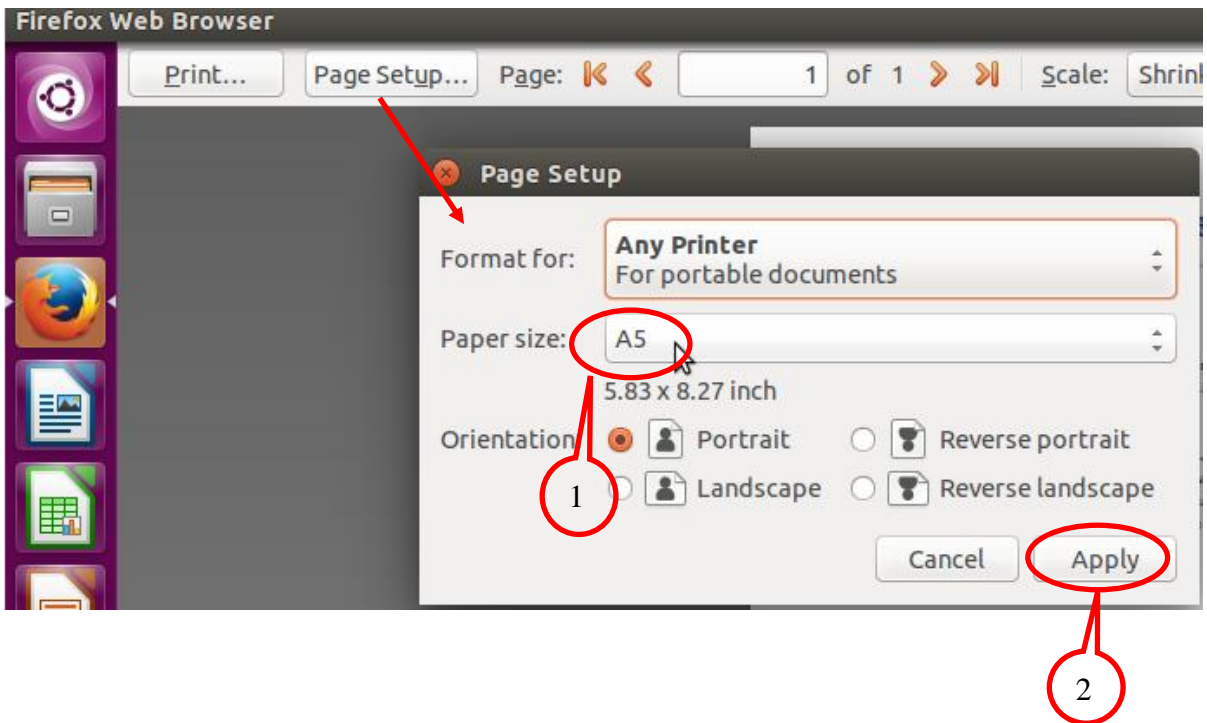 Firefox Web Browser
Print... Page Setup... Page: 1 of 1 Scale: Shrin
Page Setup
Format for: Any Printer
For portable documents
Paper size: A5
5.83 x 8.27 inch
Orientation Portrait Reverse portrait
1 Landscape Reverse landscape
Cancel Apply
2